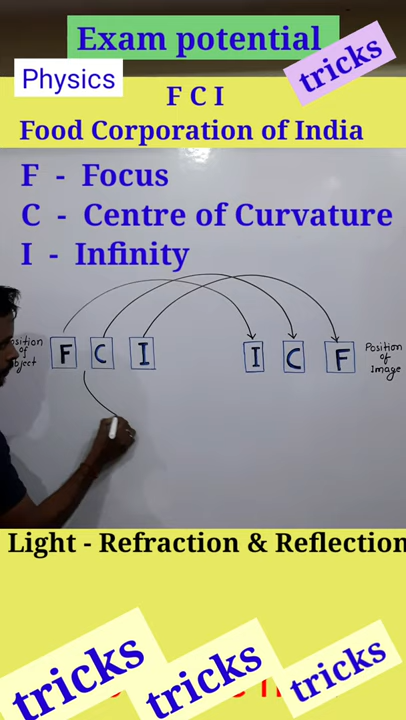 Exam potential
tricks
Physics
F C I
Food Corporation of India
F - Focus
C - Centre of Curvature
I - Infinity
F C I I C F
of
Position
of
Image
Light - Refraction & Reflection
tricks
tricks
tricks